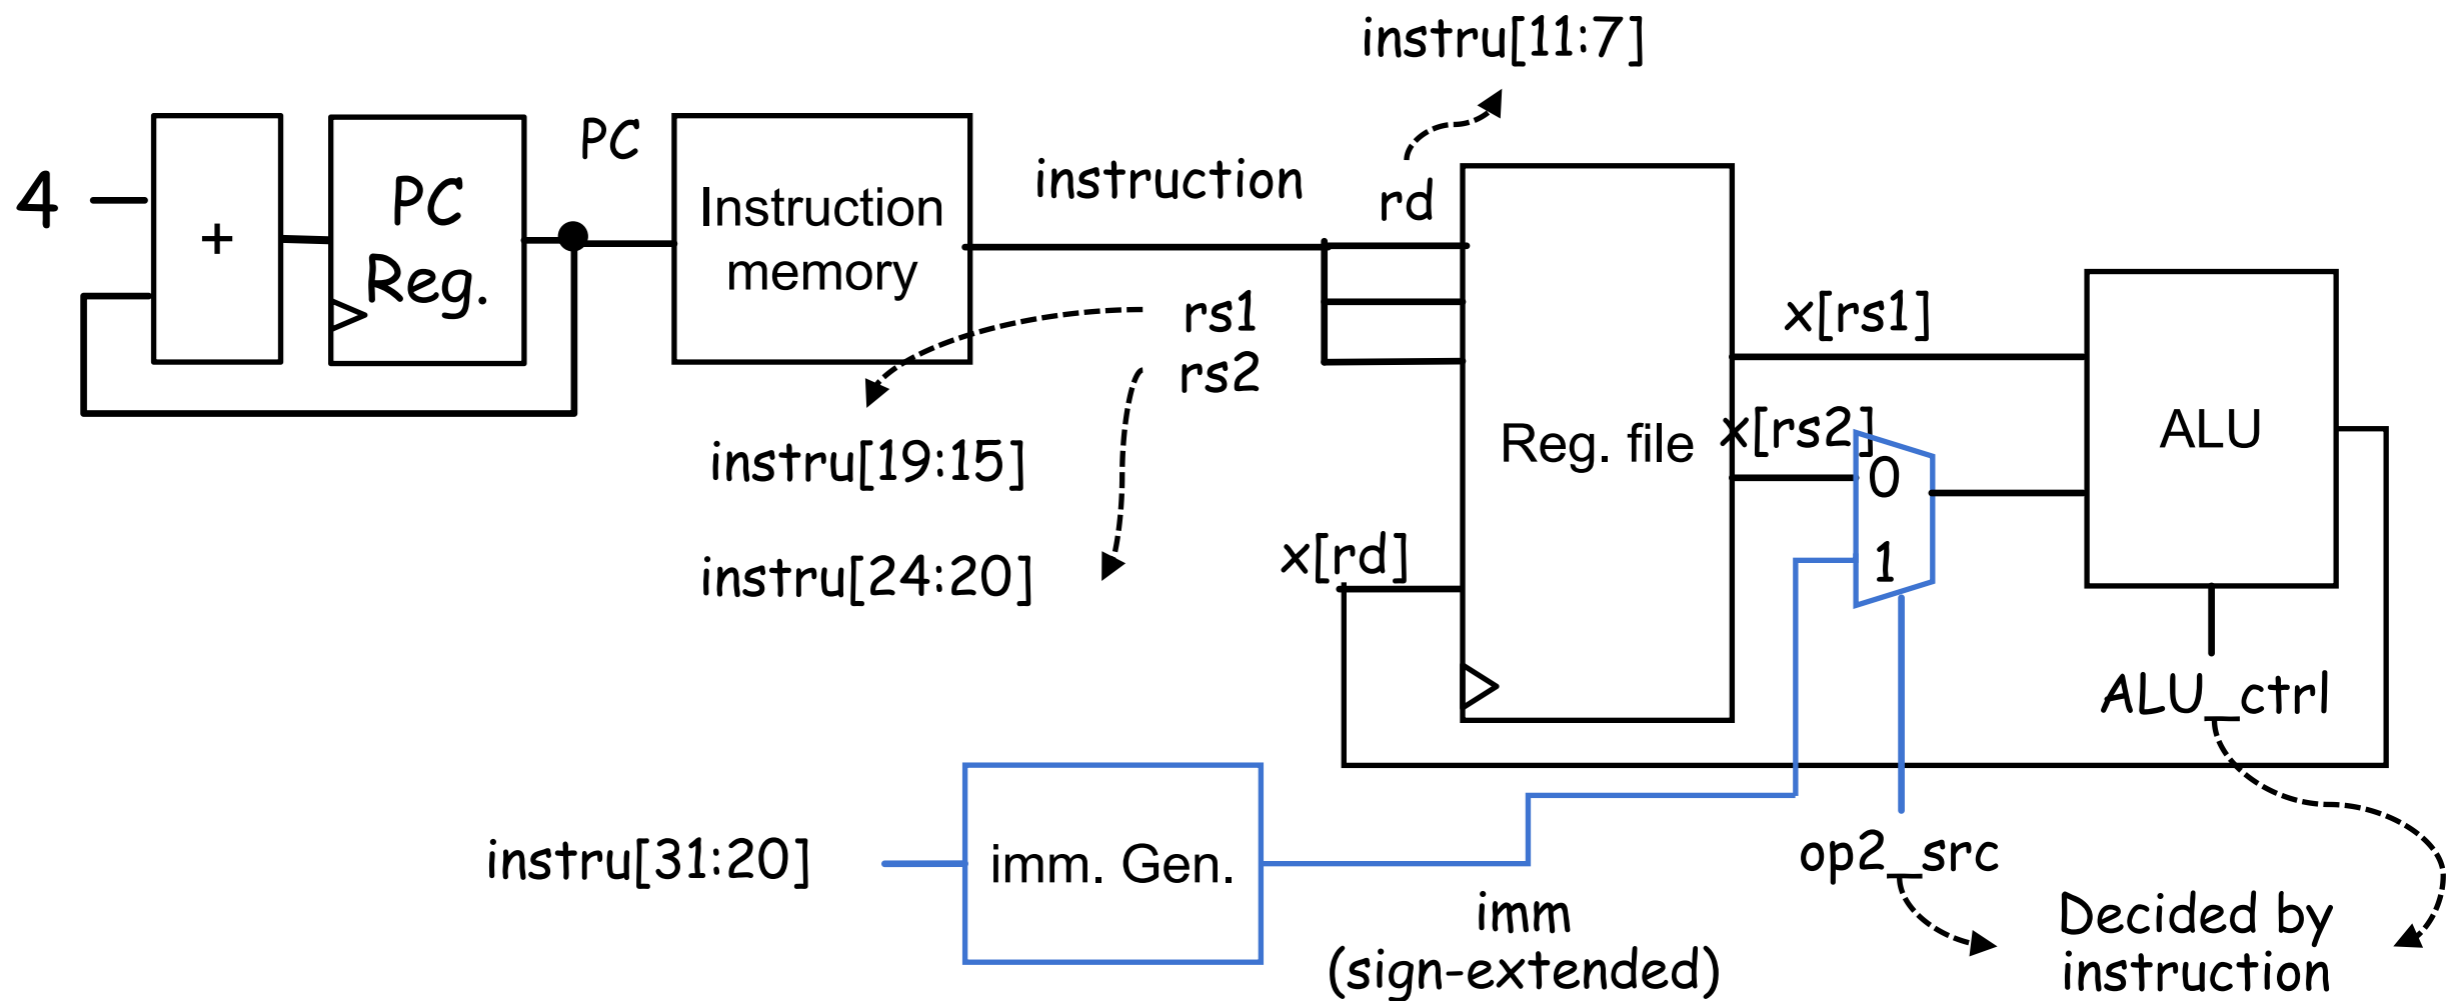 instru[11:7]
4
+
PC
Reg.
PC
Instruction
memory
instruction
rd
rs1
rs2
instru[19:15]
instru[24:20]
x[rd]
Reg. file
x[rs1]
x[rs2]
0
1
ALU
ALU_ctrl
instru[31:20]
imm. Gen.
imm
(sign-extended)
op2_src
Decided by
instruction